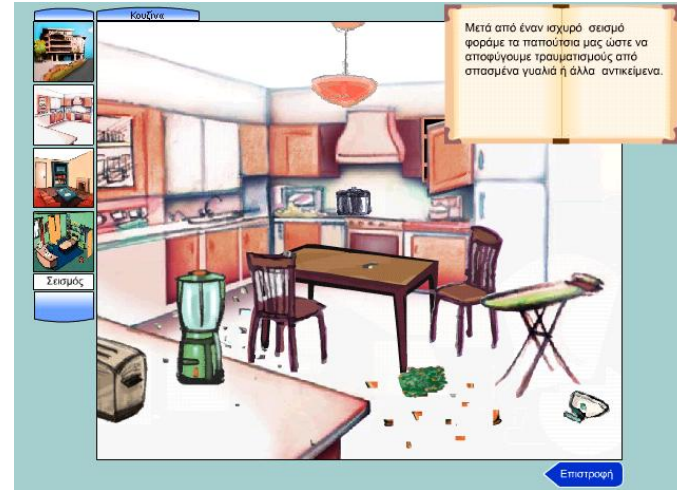 Κουζίνα
Μετά από έναν ισχυρό σεισμό
φοράμε τα παπούτσια μας ώστε να
αποφύγουμε τραυματισμούς από
σπασμένα γυαλιά ή άλλα αντικείμενα.
Σεισμός
Επιστροφή